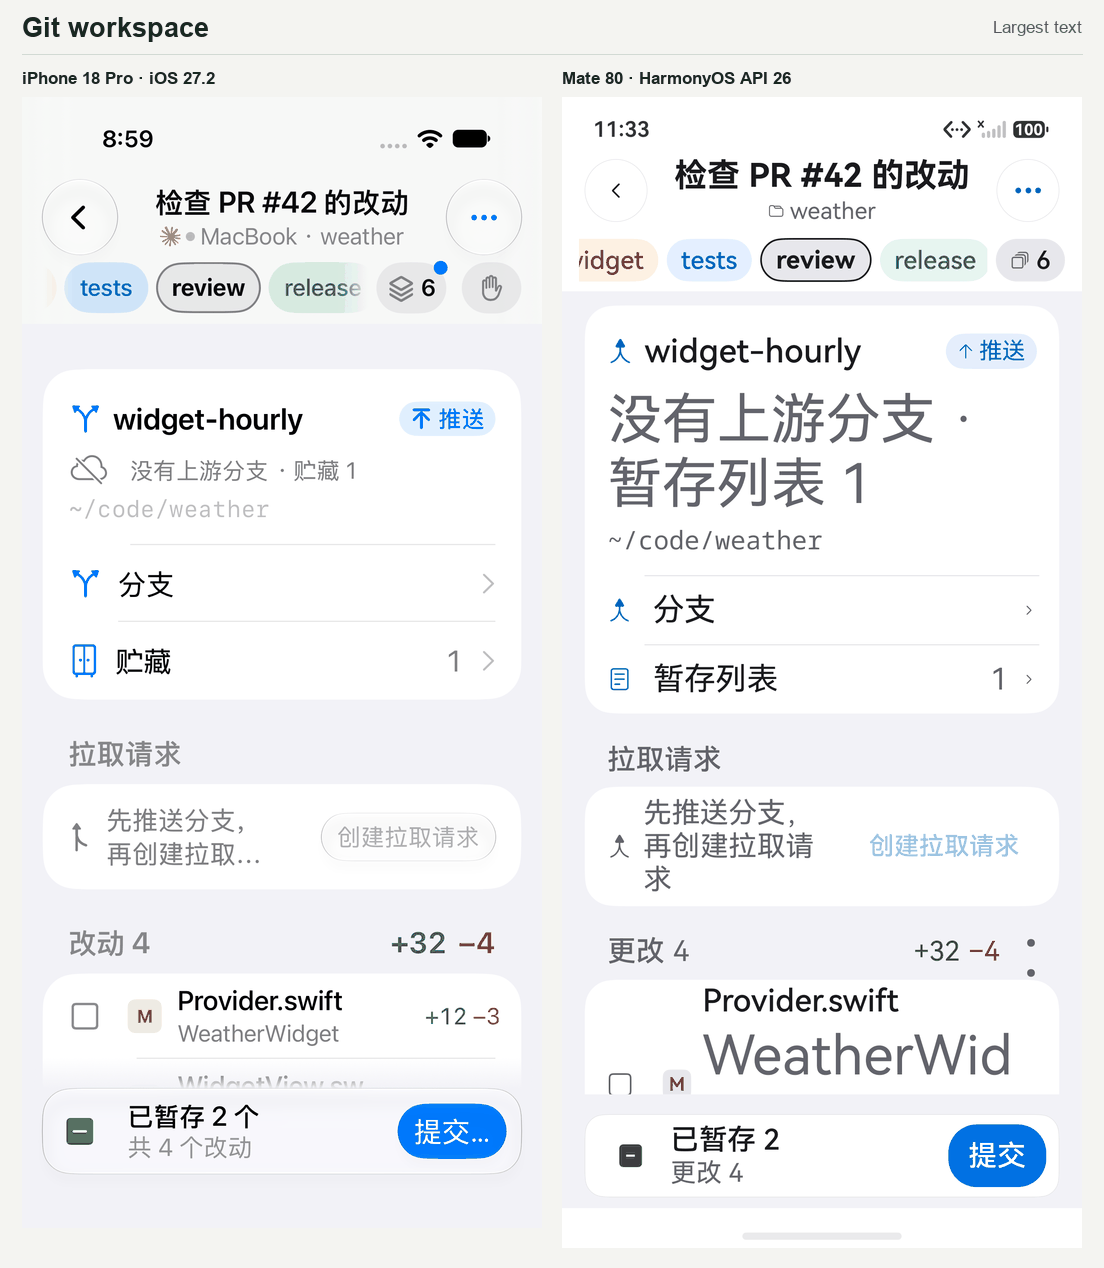 Git workspace
Largest text
iPhone 18 Pro · iOS 27.2
8:59
检查 PR #42 的改动
MacBook · weather
tests
review
release
6
widget-hourly
推送
没有上游分支 · 贮藏 1
~/code/weather
分支
贮藏
1
拉取请求
先推送分支，
再创建拉取...
创建拉取请求
改动 4
+32 −4
M
Provider.swift
WeatherWidget
+12 −3
WidgetView.sw
已暂存 2 个
共 4 个改动
提交...
Mate 80 · HarmonyOS API 26
11:33
100
检查 PR #42 的改动
weather
widget
tests
review
release
6
widget-hourly
推送
没有上游分支 ·
暂存列表 1
~/code/weather
分支
暂存列表
1
拉取请求
先推送分支，
再创建拉取请
求
创建拉取请求
更改 4
+32 −4
Provider.swift
WeatherWid
M
已暂存 2
更改 4
提交